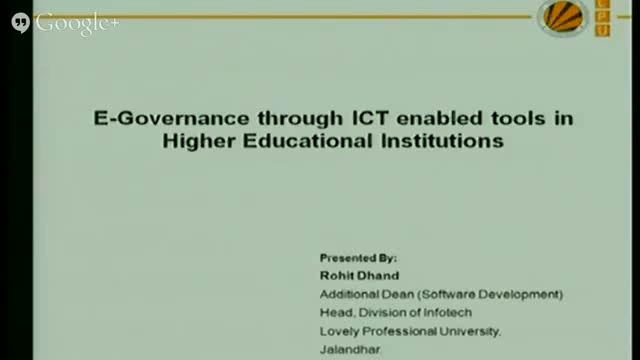 Google+
LPU
E-Governance through ICT enabled tools in
Higher Educational Institutions
Presented By:
Rohit Dhand
Additional Dean (Software Development)
Head, Division of Infotech
Lovely Professional University,
Jalandhar.